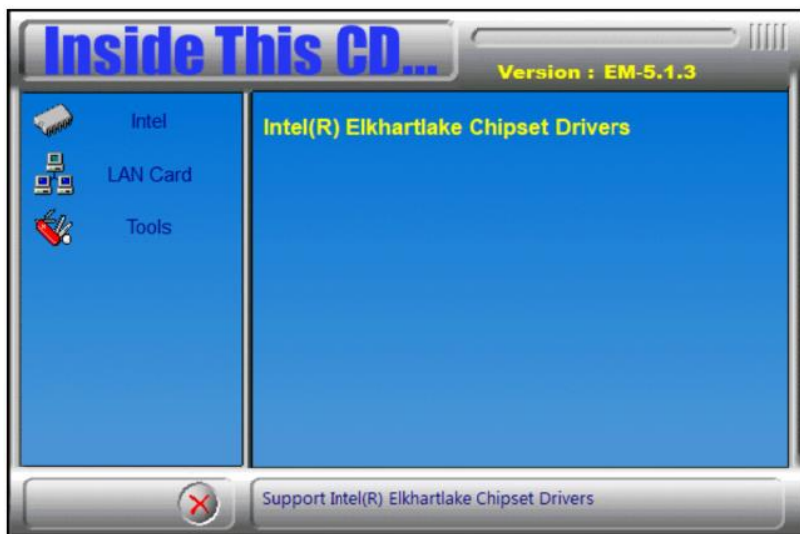 Inside This CD...
Version : EM-5.1.3
Intel
LAN Card
Tools
Intel(R) Elkhartlake Chipset Drivers
Support Intel(R) Elkhartlake Chipset Drivers